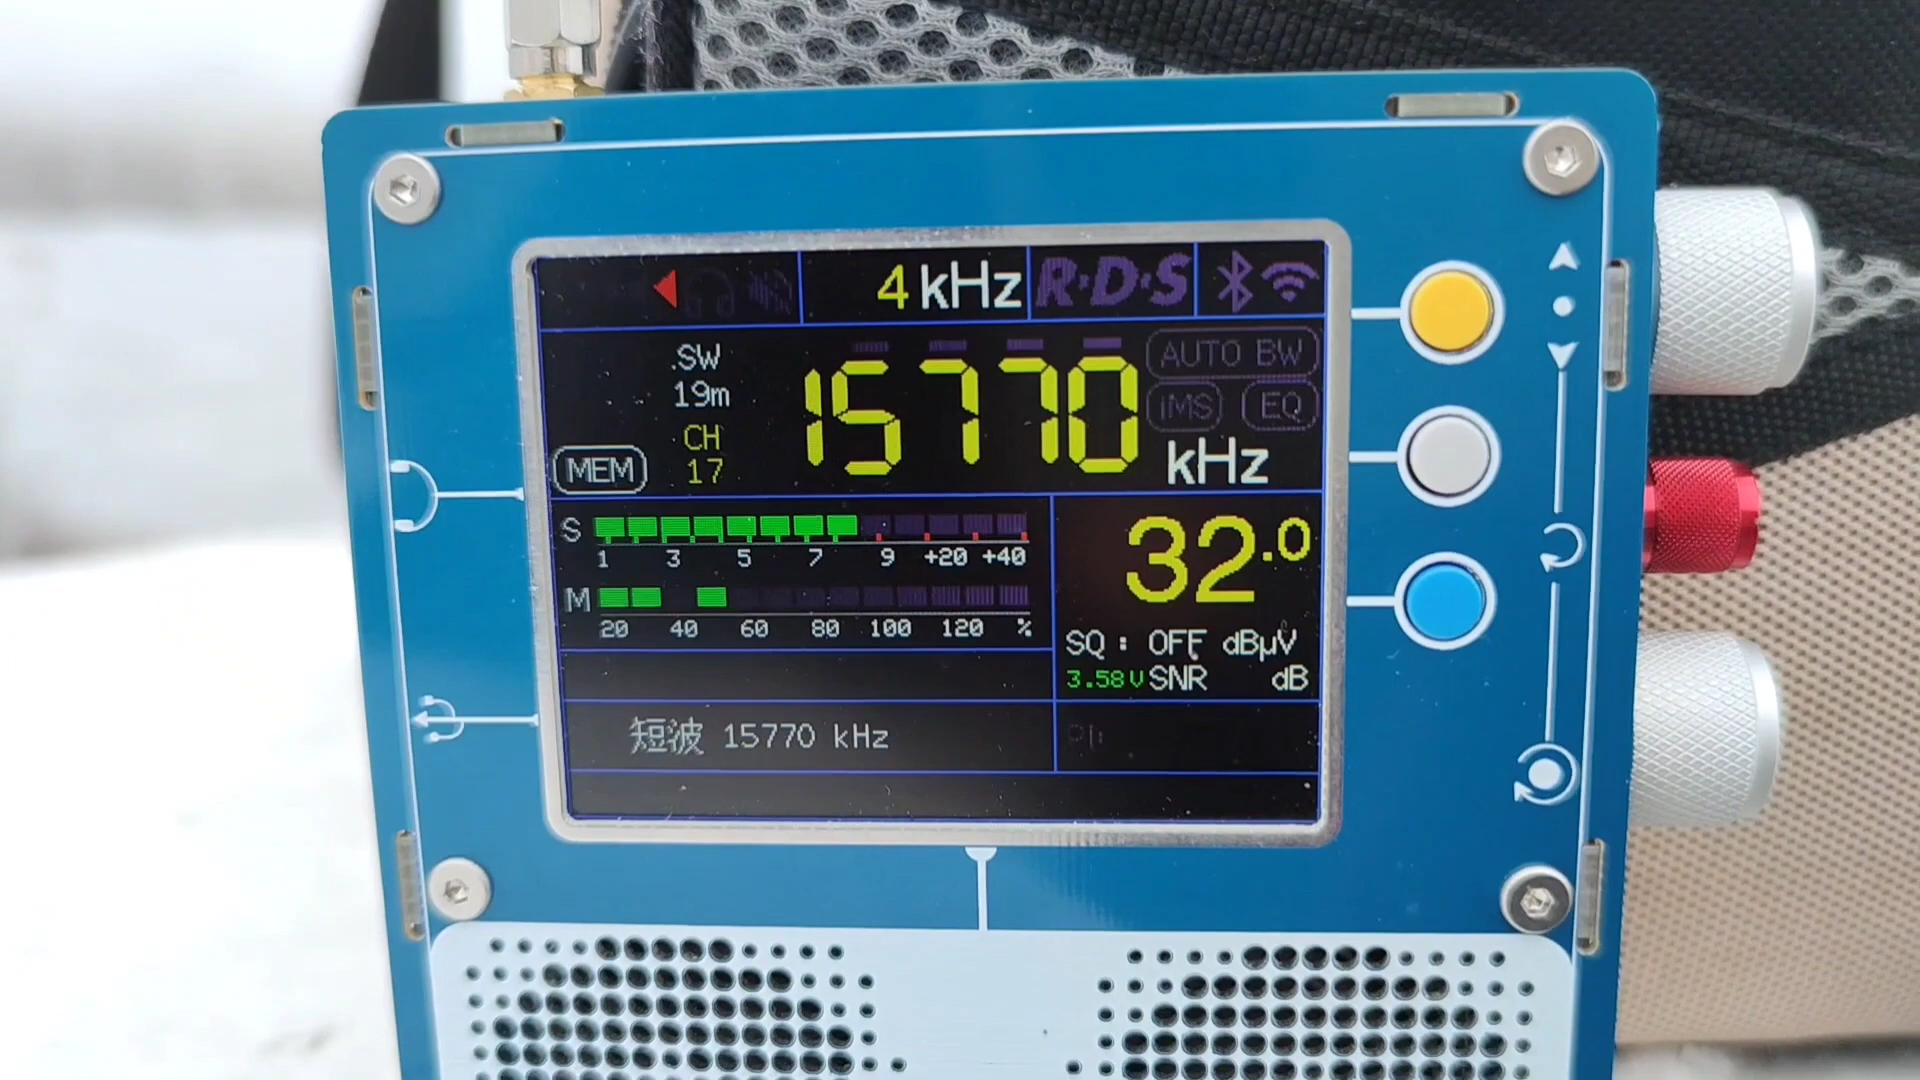 4 kHz R·D·S
SW 15770 AUTO BW
19m iMS EQ
CH
MEM 17 kHz
S
1 3 5 7 9 +20 +40
32.0
M
20 40 60 80 100 120 %
SQ : OFF dBµV
3.58V SNR dB
短波 15770 kHz